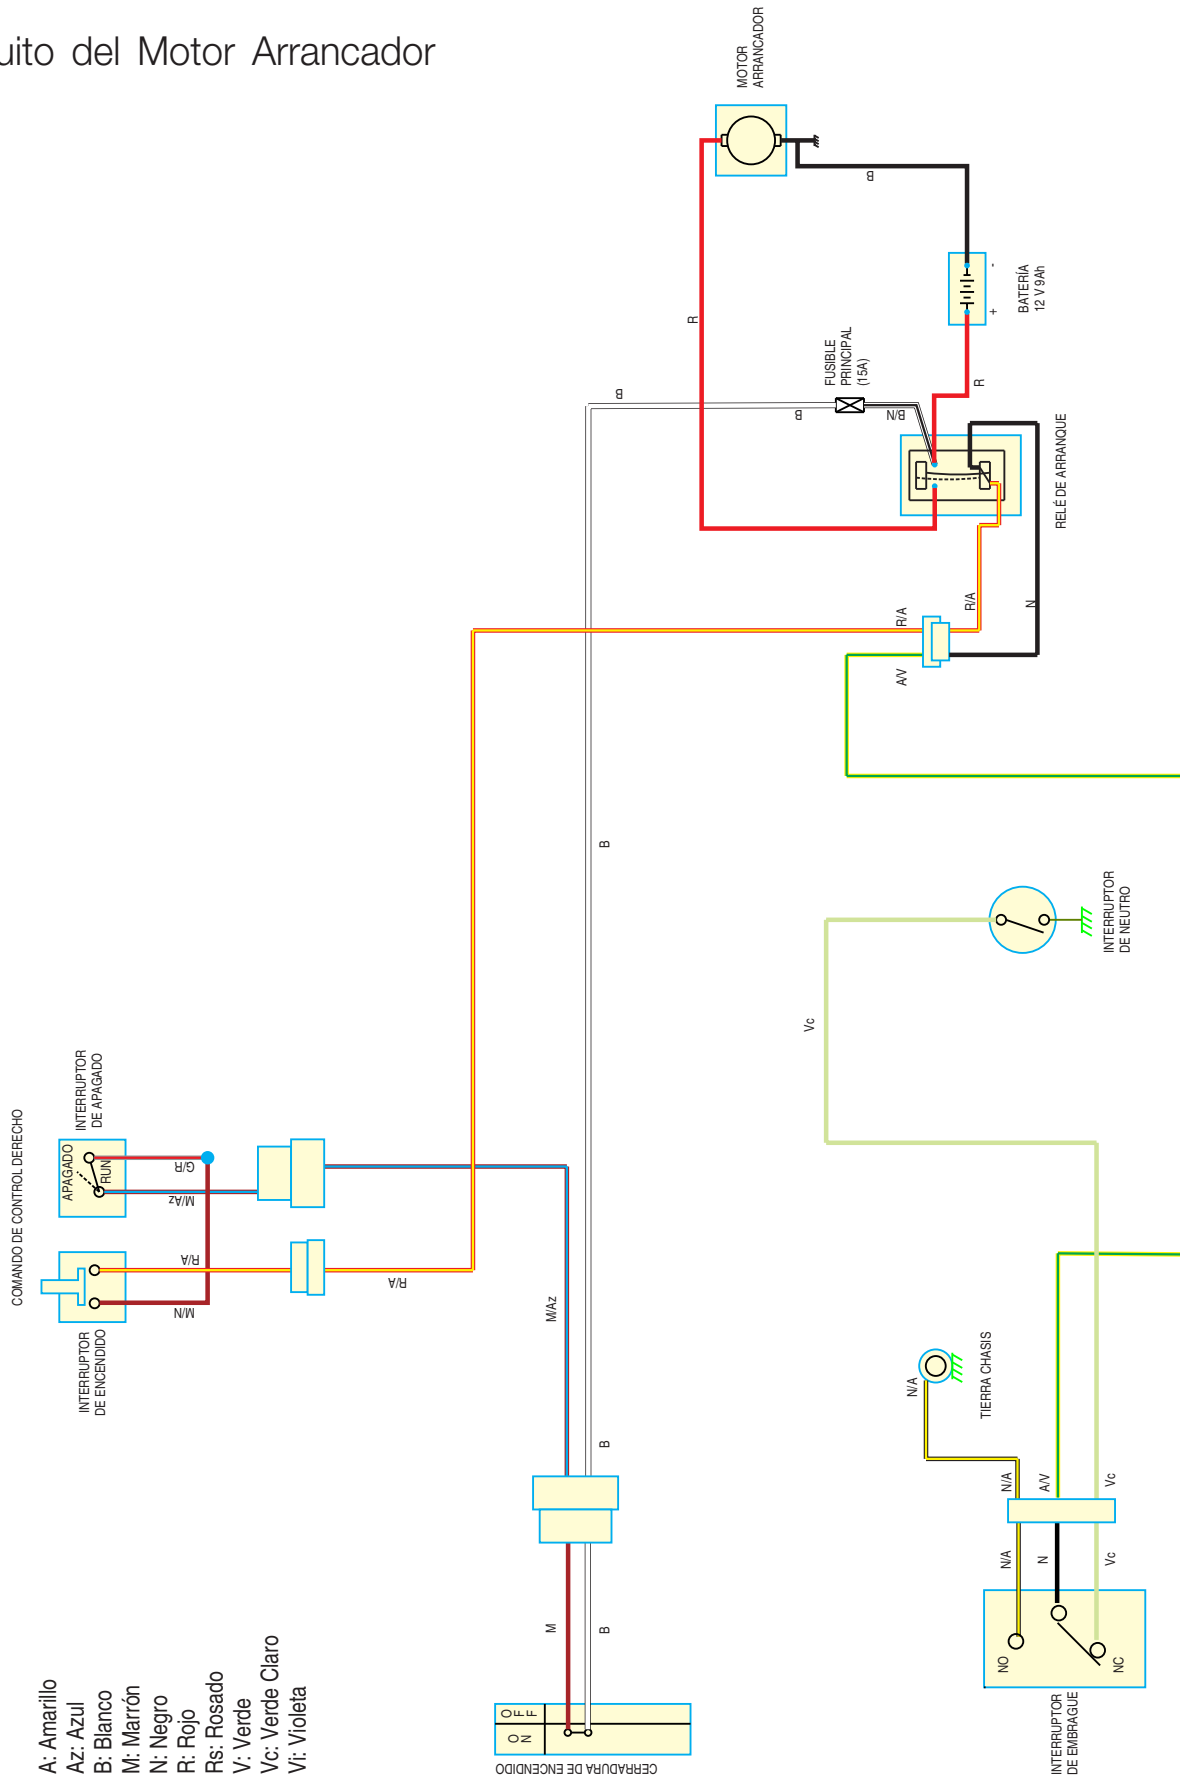 uito del Motor Arrancador
MOTOR
ARRANCADOR
B
R
BATERÍA
12 V 9Ah
+
-
FUSIBLE
PRINCIPAL
(15A)
B
B
B/N
R
RELÉ DE ARRANQUE
R/A
R/A
N
A/V
B
INTERRUPTOR
DE NEUTRO
Vc
COMANDO DE CONTROL DERECHO
INTERRUPTOR
DE APAGADO
APAGADO
RUN
G/R
M/Az
R/A
M/N
R/A
INTERRUPTOR
DE ENCENDIDO
M/Az
B
N/A
TIERRA CHASIS
N/A
A/V
Vc
N/A
N
Vc
NO
NC
INTERRUPTOR
DE EMBRAGUE
M
B
OFF
ON
CERRADURA DE ENCENDIDO
A: Amarillo
Az: Azul
B: Blanco
M: Marrón
N: Negro
R: Rojo
Rs: Rosado
V: Verde
Vc: Verde Claro
Vi: Violeta